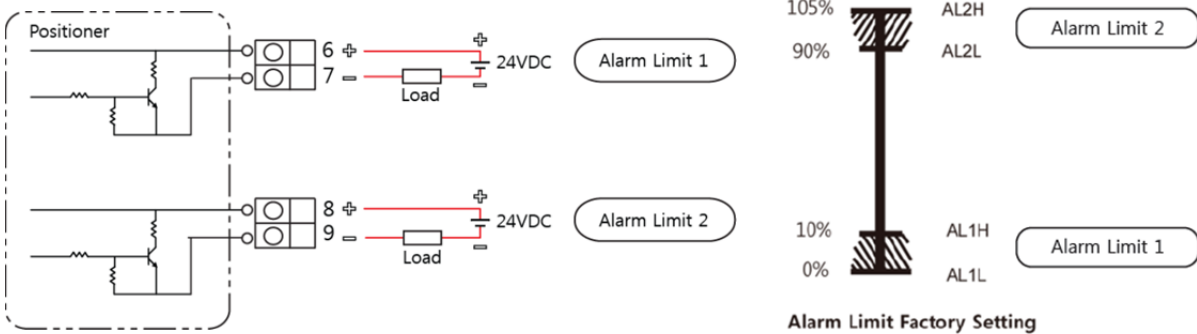 Positioner
6 +
7 −
+
24VDC
−
Load
Alarm Limit 1
8 +
9 −
+
24VDC
−
Load
Alarm Limit 2
105% AL2H
90% AL2L
Alarm Limit 2
10% AL1H
0% AL1L
Alarm Limit 1
Alarm Limit Factory Setting